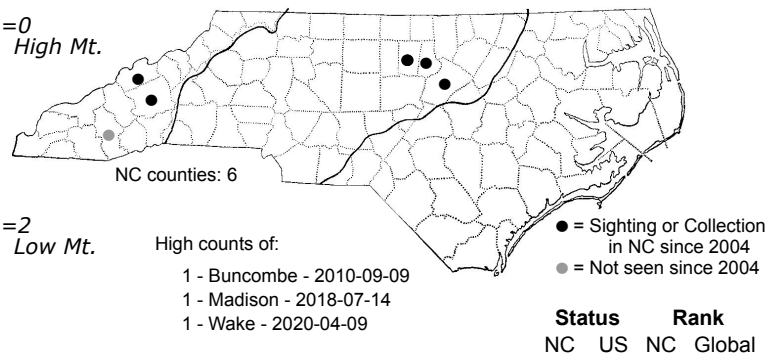 =0
High Mt.
NC counties: 6
=2
Low Mt.
High counts of:
1 - Buncombe - 2010-09-09
1 - Madison - 2018-07-14
1 - Wake - 2020-04-09
= Sighting or Collection
in NC since 2004
= Not seen since 2004
Status Rank
NC US NC Global